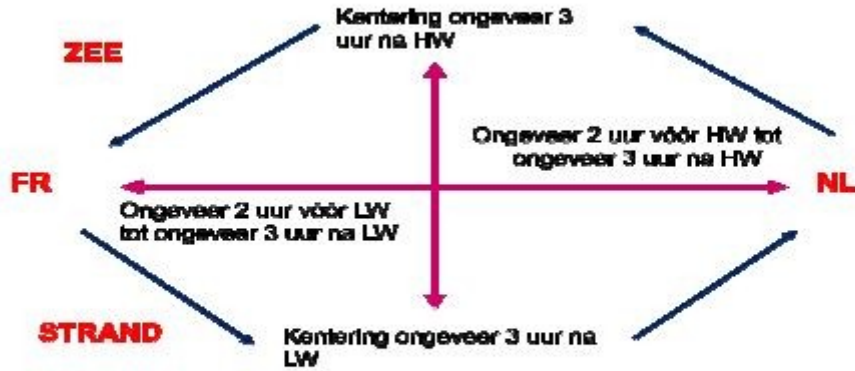 Kentering ongeveer 3
uur na HW
ZEE
Ongeveer 2 uur vóór HW tot
ongeveer 3 uur na HW
FR
NL
Ongeveer 2 uur vóór LW
tot ongeveer 3 uur na LW
STRAND
Kentering ongeveer 3 uur na
LW